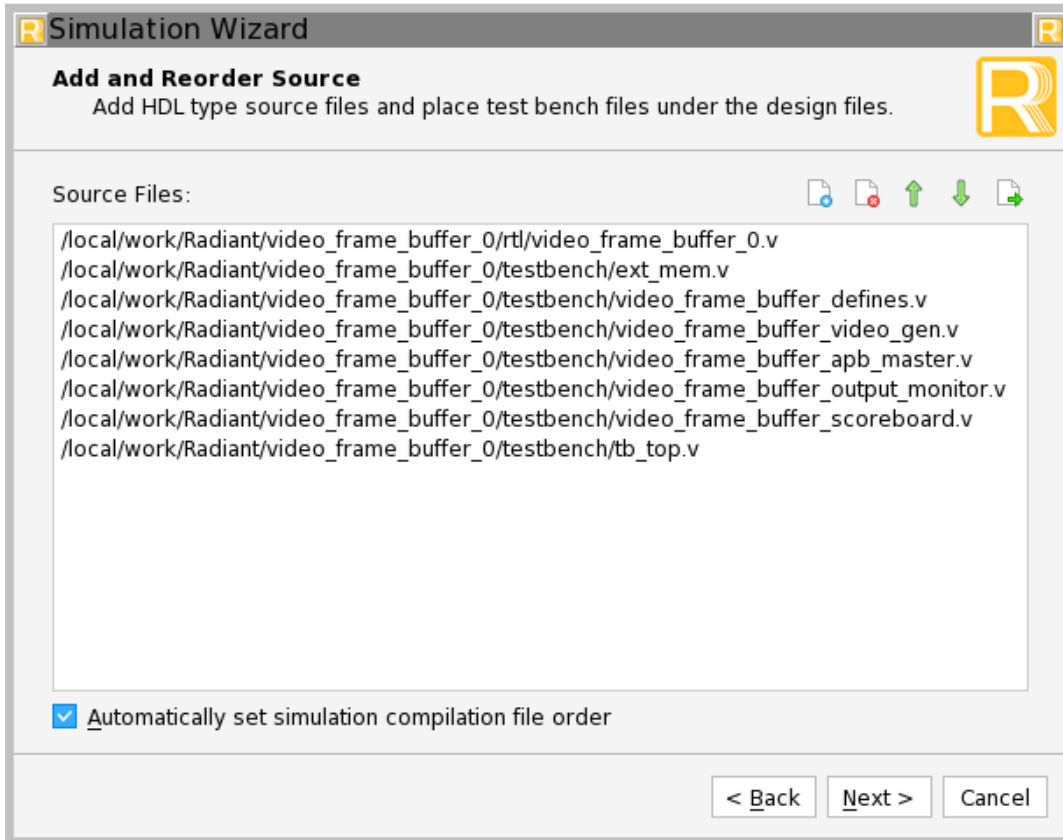 Simulation Wizard
Add and Reorder Source
Add HDL type source files and place test bench files under the design files.
Source Files:
/local/work/Radiant/video_frame_buffer_0/rtl/video_frame_buffer_0.v
/local/work/Radiant/video_frame_buffer_0/testbench/ext_mem.v
/local/work/Radiant/video_frame_buffer_0/testbench/video_frame_buffer_defines.v
/local/work/Radiant/video_frame_buffer_0/testbench/video_frame_buffer_video_gen.v
/local/work/Radiant/video_frame_buffer_0/testbench/video_frame_buffer_apb_master.v
/local/work/Radiant/video_frame_buffer_0/testbench/video_frame_buffer_output_monitor.v
/local/work/Radiant/video_frame_buffer_0/testbench/video_frame_buffer_scoreboard.v
/local/work/Radiant/video_frame_buffer_0/testbench/tb_top.v
Automatically set simulation compilation file order
< Back Next > Cancel